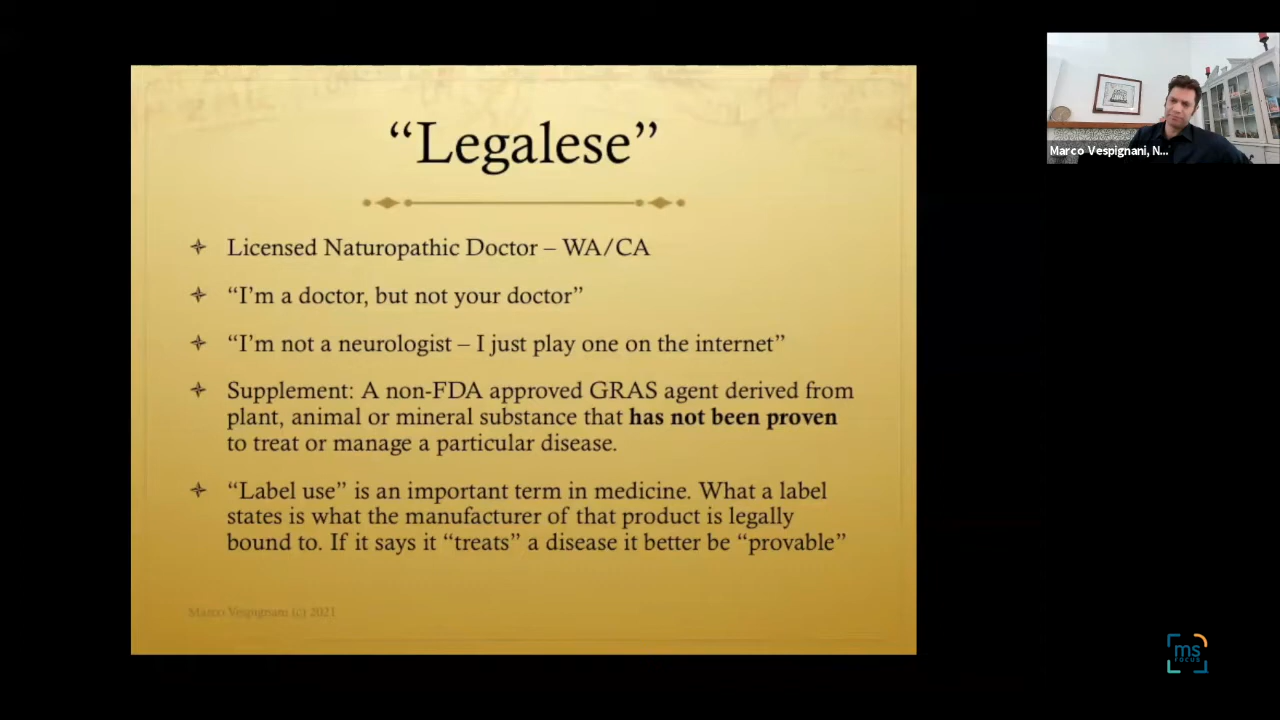 “Legalese”
Licensed Naturopathic Doctor – WA/CA
“I’m a doctor, but not your doctor”
“I’m not a neurologist – I just play one on the internet”
Supplement: A non-FDA approved GRAS agent derived from
plant, animal or mineral substance that has not been proven
to treat or manage a particular disease.
“Label use” is an important term in medicine. What a label
states is what the manufacturer of that product is legally
bound to. If it says it “treats” a disease it better be “provable”
Marco Vespignani (c) 2021
Marco Vespignani, N...
ms
FOCUS